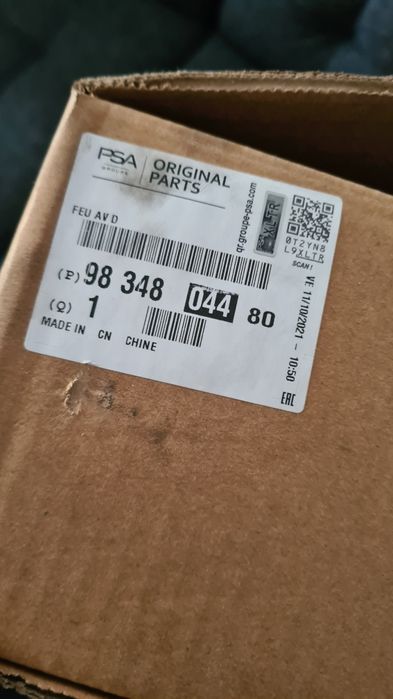 PSA
GROUPE
ORIGINAL
PARTS
FEU AV D
(P) 98 348 044 80
(Q) 1
MADE IN CN CHINE
qr.groupe-psa.com
XLTR
0T2YN8
L9XLTR
SCAN!
VE 11/10/2021 - 10:50
EAC